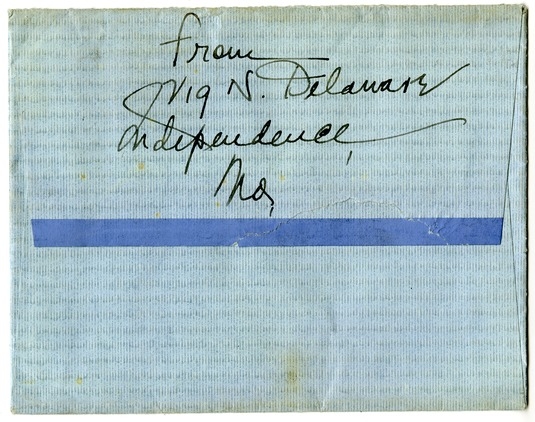 From
219 N. Delaware
Independence,
Mo,